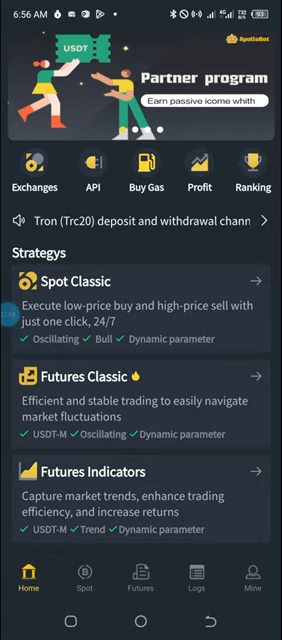 6:56 AM
93
ApolloBot
USDT
Partner program
Earn passive icome whith
Exchanges API Buy Gas Profit Ranking
Tron (Trc20) deposit and withdrawal chann
Strategys
Spot Classic
Execute low-price buy and high-price sell with
just one click, 24/7
Oscillating Bull Dynamic parameter
Futures Classic
Efficient and stable trading to easily navigate
market fluctuations
USDT-M Oscillating Dynamic parameter
Futures Indicators
Capture market trends, enhance trading
efficiency, and increase returns
USDT-M Trend Dynamic parameter
Home Spot Futures Logs Mine